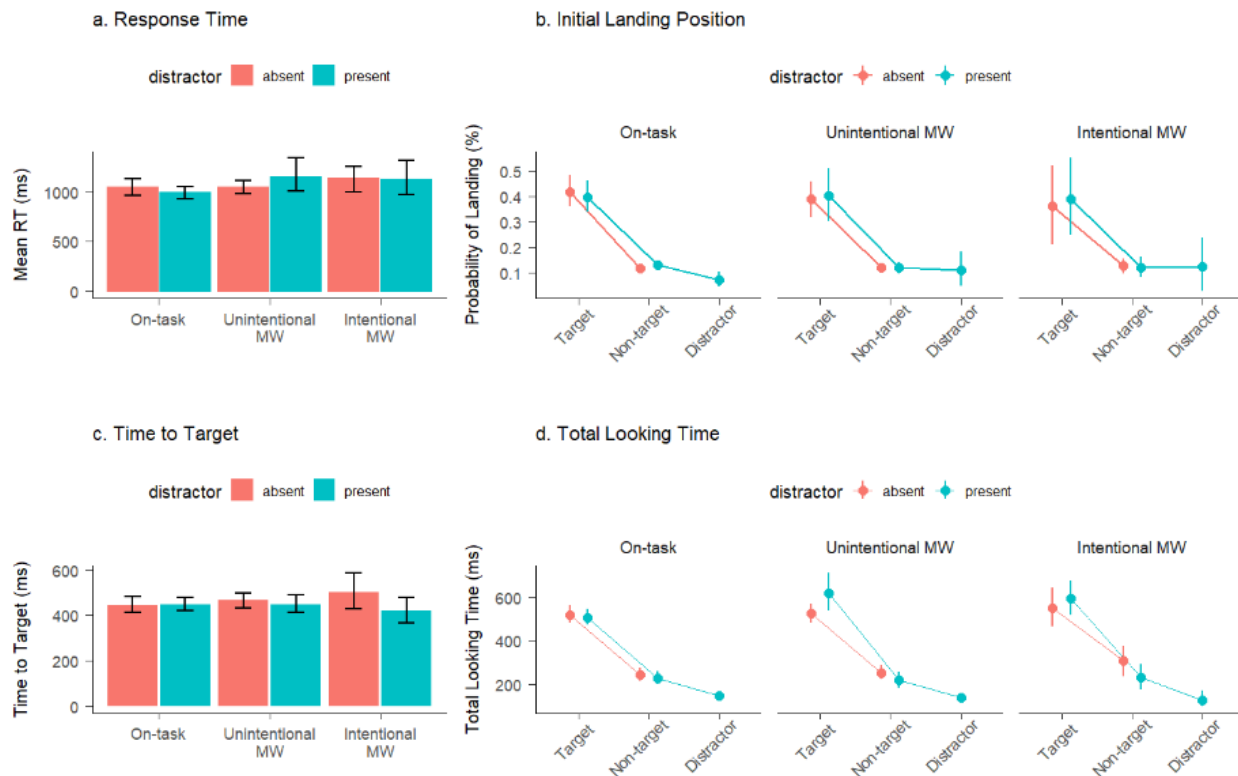 a. Response Time
distractor absent present
Mean RT (ms)
1000
500
0
On-task
Unintentional
MW
Intentional
MW
b. Initial Landing Position
distractor absent present
On-task
Unintentional MW
Intentional MW
Probability of Landing (%)
0.5
0.4
0.3
0.2
0.1
Target
Non-target
Distractor
Target
Non-target
Distractor
Target
Non-target
Distractor
c. Time to Target
distractor absent present
Time to Target (ms)
600
400
200
0
On-task
Unintentional
MW
Intentional
MW
d. Total Looking Time
distractor absent present
On-task
Unintentional MW
Intentional MW
Total Looking Time (ms)
600
400
200
Target
Non-target
Distractor
Target
Non-target
Distractor
Target
Non-target
Distractor